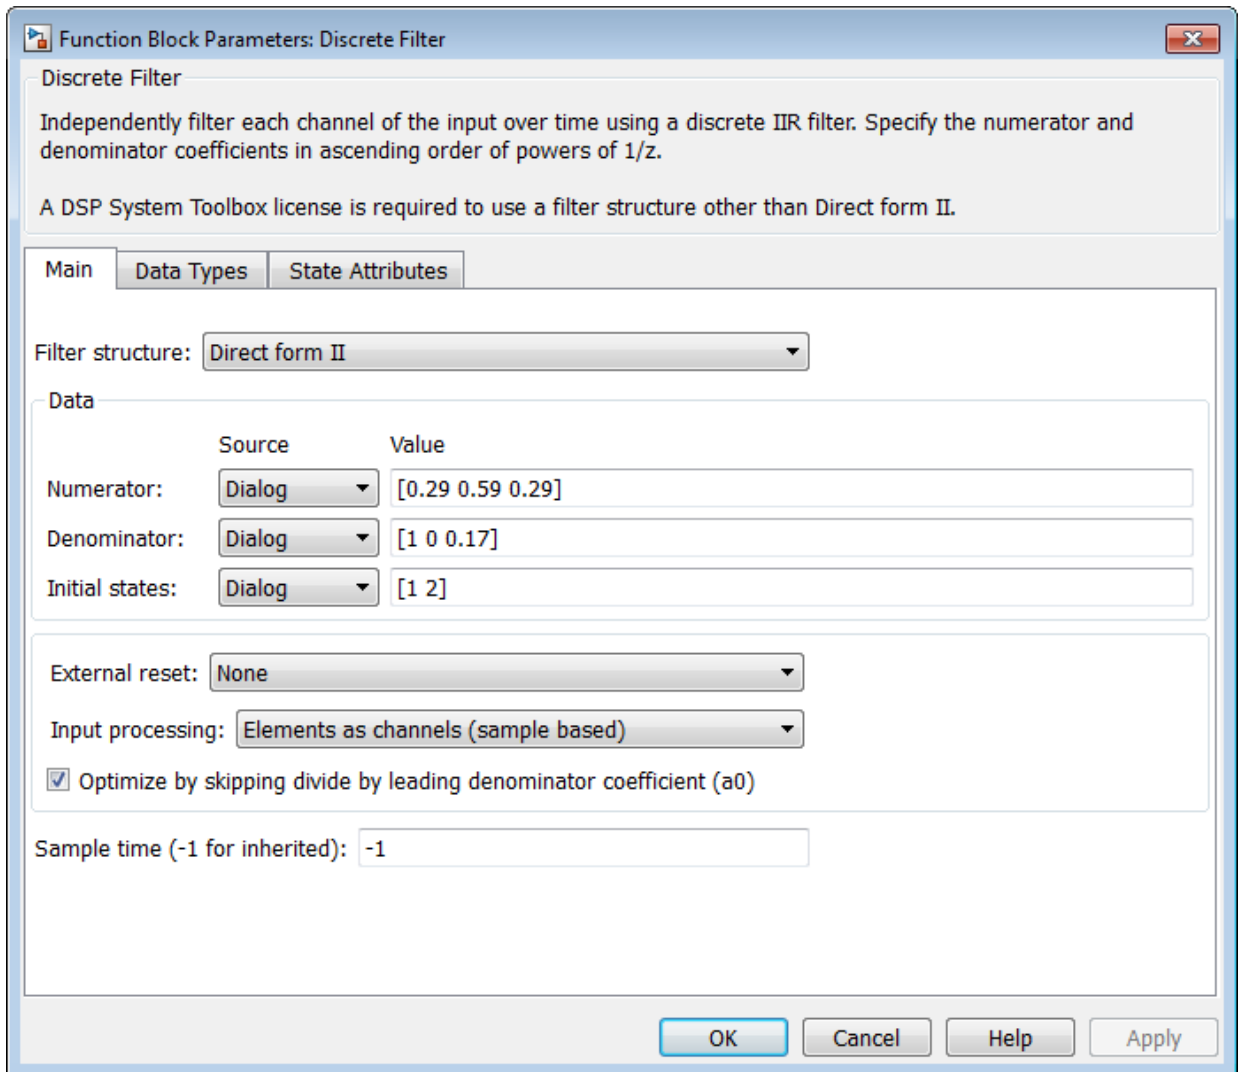 Function Block Parameters: Discrete Filter
Discrete Filter
Independently filter each channel of the input over time using a discrete IIR filter. Specify the numerator and
denominator coefficients in ascending order of powers of 1/z.
A DSP System Toolbox license is required to use a filter structure other than Direct form II.
Main Data Types State Attributes
Filter structure: Direct form II
Data
Source Value
Numerator: Dialog [0.29 0.59 0.29]
Denominator: Dialog [1 0 0.17]
Initial states: Dialog [1 2]
External reset: None
Input processing: Elements as channels (sample based)
Optimize by skipping divide by leading denominator coefficient (a0)
Sample time (-1 for inherited): -1
OK Cancel Help Apply